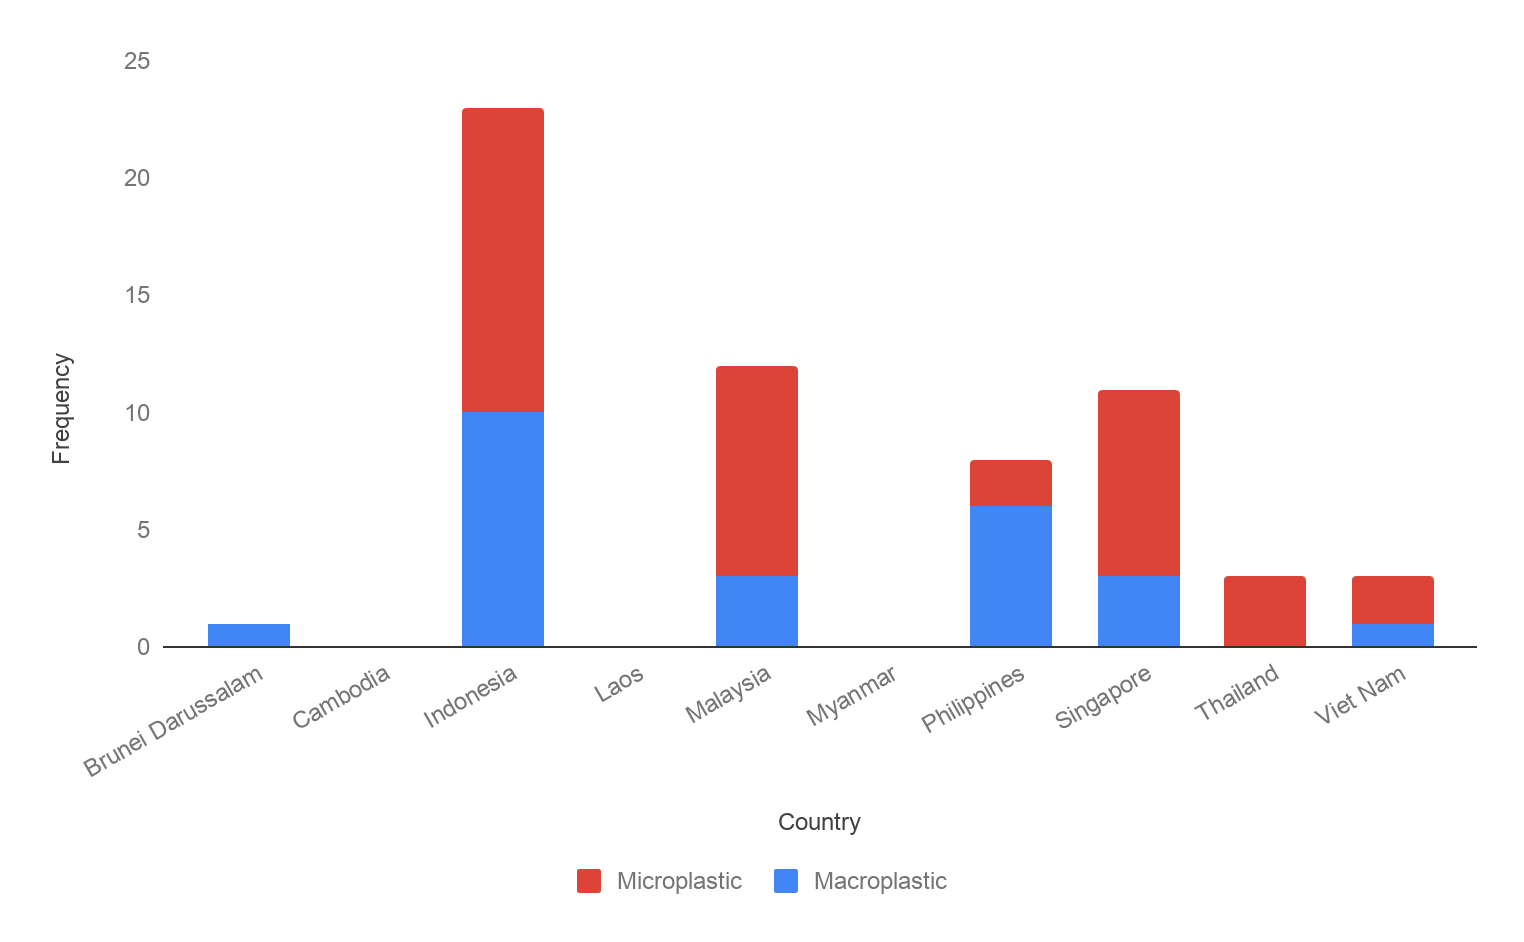 25
20
15
10
5
0
Frequency
Brunei Darussalam
Cambodia
Indonesia
Laos
Malaysia
Myanmar
Philippines
Singapore
Thailand
Viet Nam
Country
Microplastic
Macroplastic